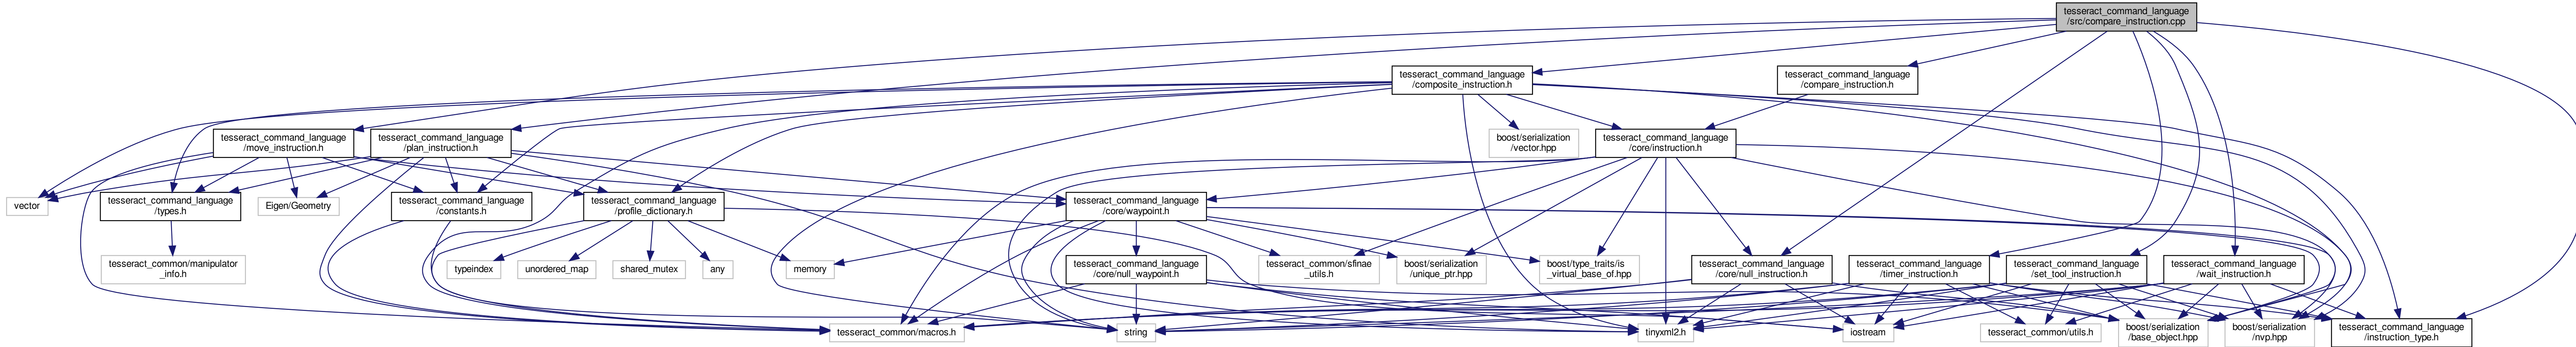 tesseract_command_language
/src/compare_instruction.cpp
tesseract_command_language
/composite_instruction.h
tesseract_command_language
/compare_instruction.h
tesseract_command_language
/move_instruction.h
tesseract_command_language
/plan_instruction.h
boost/serialization
/vector.hpp
tesseract_command_language
/core/instruction.h
vector
tesseract_command_language
/types.h
Eigen/Geometry
tesseract_command_language
/constants.h
tesseract_command_language
/profile_dictionary.h
tesseract_command_language
/core/waypoint.h
tesseract_common/manipulator
_info.h
typeindex
unordered_map
shared_mutex
any
memory
tesseract_command_language
/core/null_waypoint.h
tesseract_common/sfinae
_utils.h
boost/serialization
/unique_ptr.hpp
boost/type_traits/is
_virtual_base_of.hpp
tesseract_command_language
/core/null_instruction.h
tesseract_command_language
/timer_instruction.h
tesseract_command_language
/set_tool_instruction.h
tesseract_command_language
/wait_instruction.h
tesseract_common/macros.h
string
tinyxml2.h
iostream
tesseract_common/utils.h
boost/serialization
/base_object.hpp
boost/serialization
/nvp.hpp
tesseract_command_language
/instruction_type.h